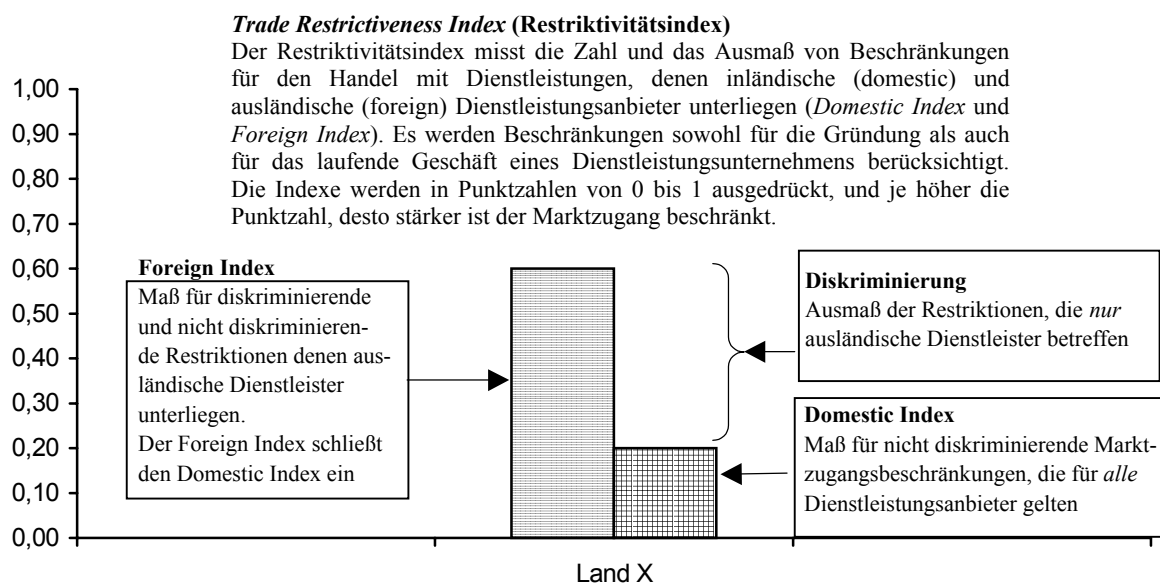 Trade Restrictiveness Index (Restriktivitätsindex)
Der Restriktivitätsindex misst die Zahl und das Ausmaß von Beschränkungen
für den Handel mit Dienstleistungen, denen inländische (domestic) und
ausländische (foreign) Dienstleistungsanbieter unterliegen (Domestic Index und
Foreign Index). Es werden Beschränkungen sowohl für die Gründung als auch
für das laufende Geschäft eines Dienstleistungsunternehmens berücksichtigt.
Die Indexe werden in Punktzahlen von 0 bis 1 ausgedrückt, und je höher die
Punktzahl, desto stärker ist der Marktzugang beschränkt.
1,00
0,90
0,80
0,70
0,60
0,50
0,40
0,30
0,20
0,10
0,00
Foreign Index
Maß für diskriminierende
und nicht diskriminieren-
de Restriktionen denen aus-
ländische Dienstleister
unterliegen.
Der Foreign Index schließt
den Domestic Index ein
Diskriminierung
Ausmaß der Restriktionen, die nur
ausländische Dienstleister betreffen
Domestic Index
Maß für nicht diskriminierende Markt-
zugangsbeschränkungen, die für alle
Dienstleistungsanbieter gelten
Land X